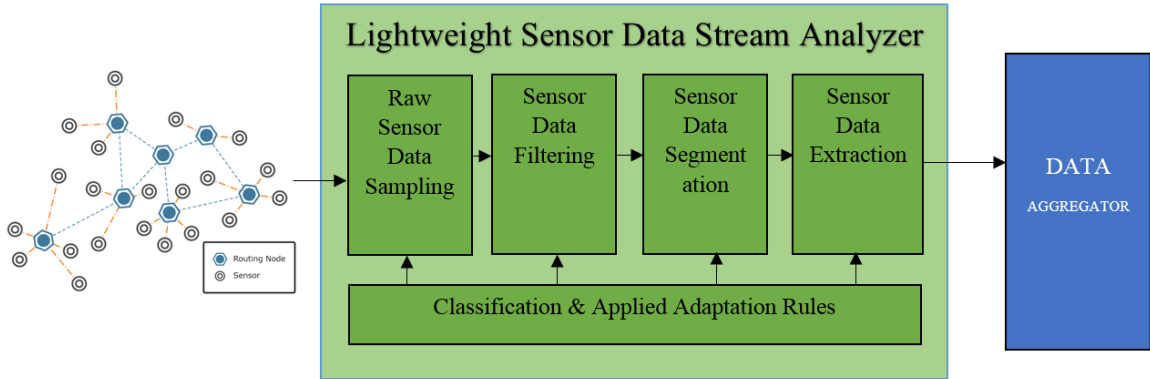 Lightweight Sensor Data Stream Analyzer
Raw
Sensor
Data
Sampling
Sensor
Data
Filtering
Sensor
Data
Segment
ation
Sensor
Data
Extraction
Classification & Applied Adaptation Rules
DATA
AGGREGATOR
Routing Node
Sensor